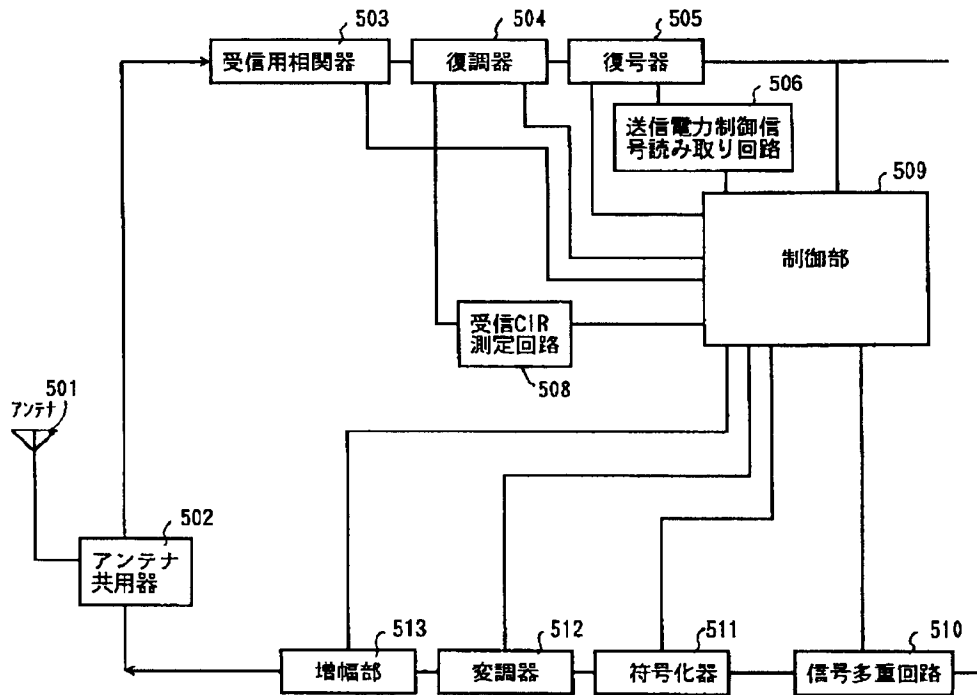 503
504
505
受信用相関器
復調器
復号器
506
送信電力制御信
号読み取り回路
509
制御部
受信CIR
測定回路
508
501
アンテナ
502
アンテナ
共用器
513
512
511
510
増幅部
変調器
符号化器
信号多重回路